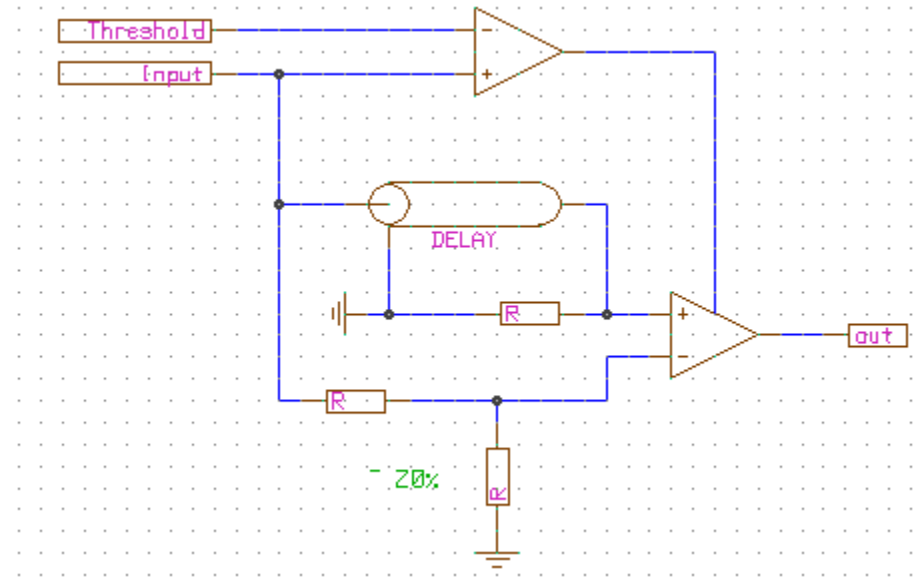 Threshold
Input
-
+
DELAY
R
+
-
out
R
R
- 20%